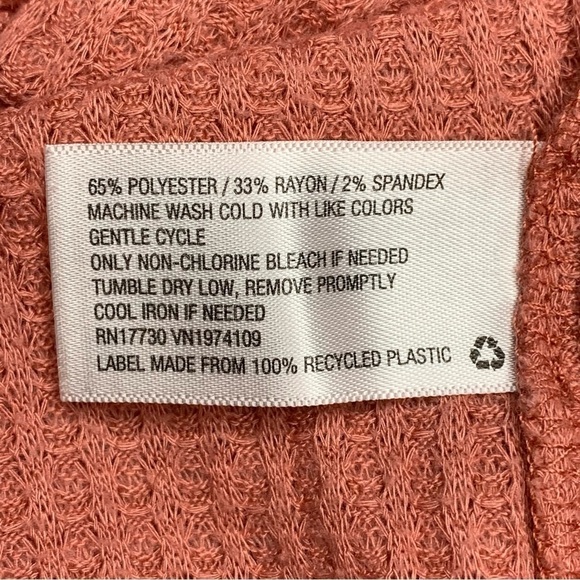 65% POLYESTER / 33% RAYON / 2% SPANDEX
MACHINE WASH COLD WITH LIKE COLORS
GENTLE CYCLE
ONLY NON-CHLORINE BLEACH IF NEEDED
TUMBLE DRY LOW, REMOVE PROMPTLY
COOL IRON IF NEEDED
RN17730 VN1974109
LABEL MADE FROM 100% RECYCLED PLASTIC